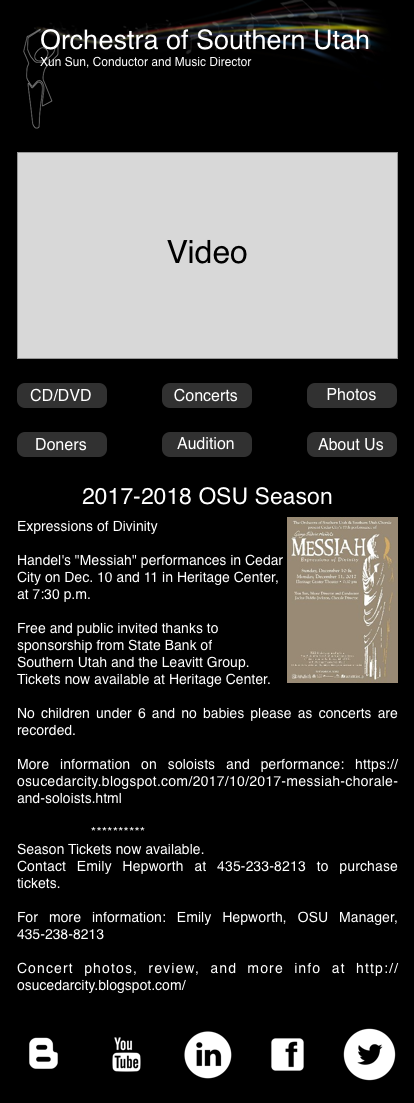 Orchestra of Southern Utah
Xun Sun, Conductor and Music Director
Video
CD/DVD
Concerts
Photos
Doners
Audition
About Us
2017-2018 OSU Season
Expressions of Divinity
Handel's "Messiah" performances in Cedar
City on Dec. 10 and 11 in Heritage Center,
at 7:30 p.m.
Free and public invited thanks to
sponsorship from State Bank of
Southern Utah and the Leavitt Group.
Tickets now available at Heritage Center.
MESSIAH
Expressions of Divinity
No children under 6 and no babies please as concerts are
recorded.
More information on soloists and performance: https://
osucedarcity.blogspot.com/2017/10/2017-messiah-chorale-
and-soloists.html
**********
Season Tickets now available.
Contact Emily Hepworth at 435-233-8213 to purchase
tickets.
For more information: Emily Hepworth, OSU Manager,
435-238-8213
Concert photos, review, and more info at http://
osucedarcity.blogspot.com/
You
Tube
in
f